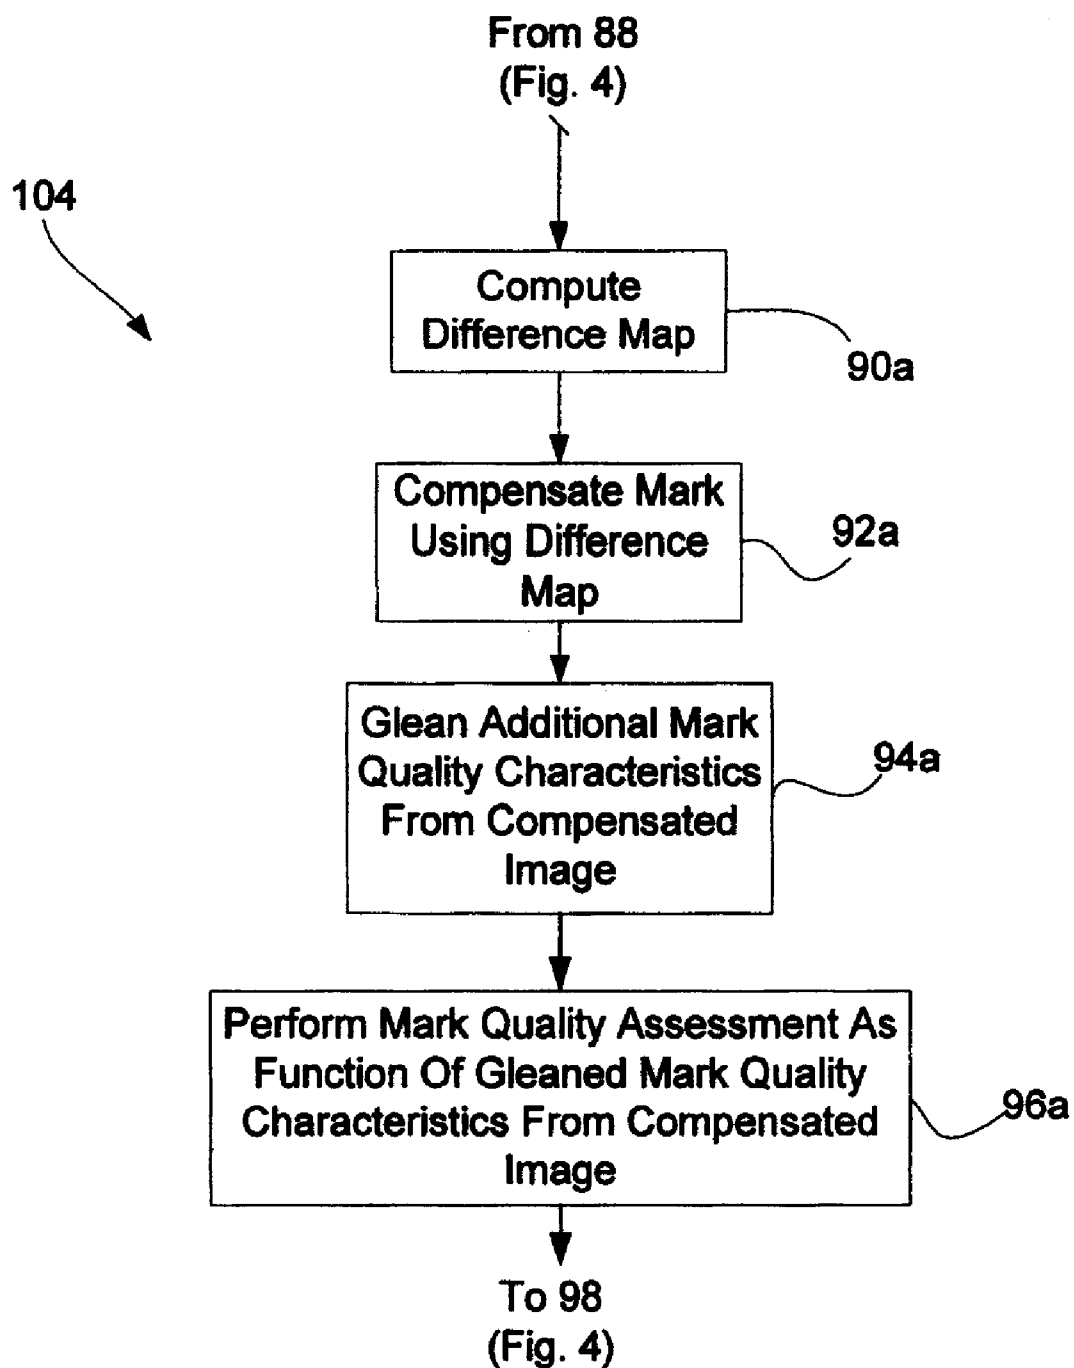 From 88
(Fig. 4)
104
Compute
Difference Map
90a
Compensate Mark
Using Difference
Map
92a
Glean Additional Mark
Quality Characteristics
From Compensated
Image
94a
Perform Mark Quality Assessment As
Function Of Gleaned Mark Quality
Characteristics From Compensated
Image
96a
To 98
(Fig. 4)